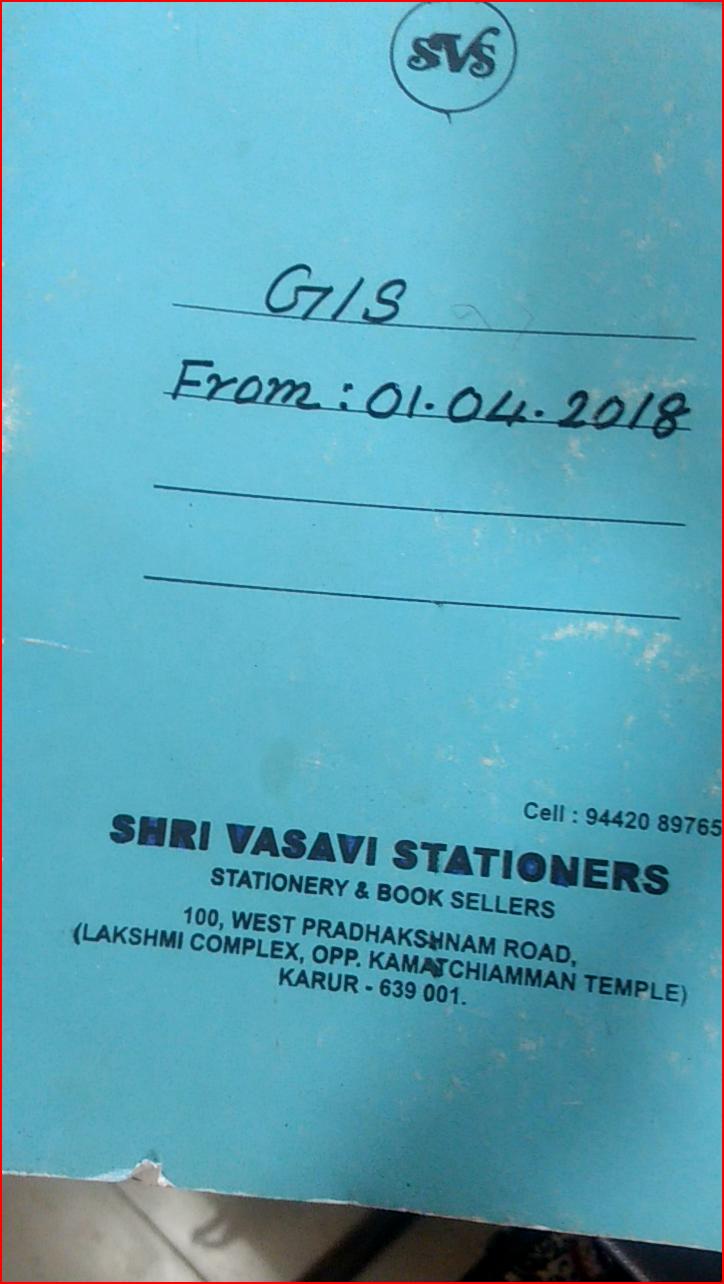 SVS
GIS
From : 01.04.2018
Cell : 94420 89765
SHRI VASAVI STATIONERS
STATIONERY & BOOK SELLERS
100, WEST PRADHAKSHNAM ROAD,
(LAKSHMI COMPLEX, OPP. KAMATCHIAMMAN TEMPLE)
KARUR - 639 001.